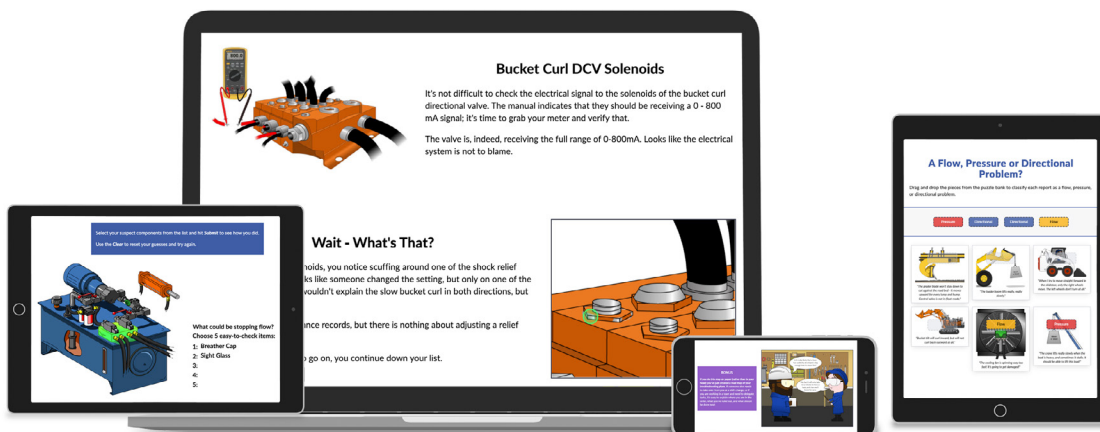 Bucket Curl DCV Solenoids
It's not difficult to check the electrical signal to the solenoids of the bucket curl
directional valve. The manual indicates that they should be receiving a 0 - 800
mA signal; it's time to grab your meter and verify that.
The valve is, indeed, receiving the full range of 0-800mA. Looks like the electrical
system is not to blame.
Wait - What's That?
noids, you notice scuffing around one of the shock relief
ks like someone changed the setting, but only on one of the
wouldn't explain the slow bucket curl in both directions, but
nce records, but there is nothing about adjusting a relief
go on, you continue down your list.
Select your suspect components from the list and hit Submit to see how you did.
Use the Clear to reset your guesses and try again.
What could be stopping flow?
Choose 5 easy-to-check items:
1: Breather Cap
2: Sight Glass
3:
4:
5:
BONUS
A Flow, Pressure or Directional
Problem?
Drag and drop the pieces from the puzzle bank to classify each report as a flow, pressure,
or directional problem.
Pressure
Directional
Directional
Flow
Flow
Pressure